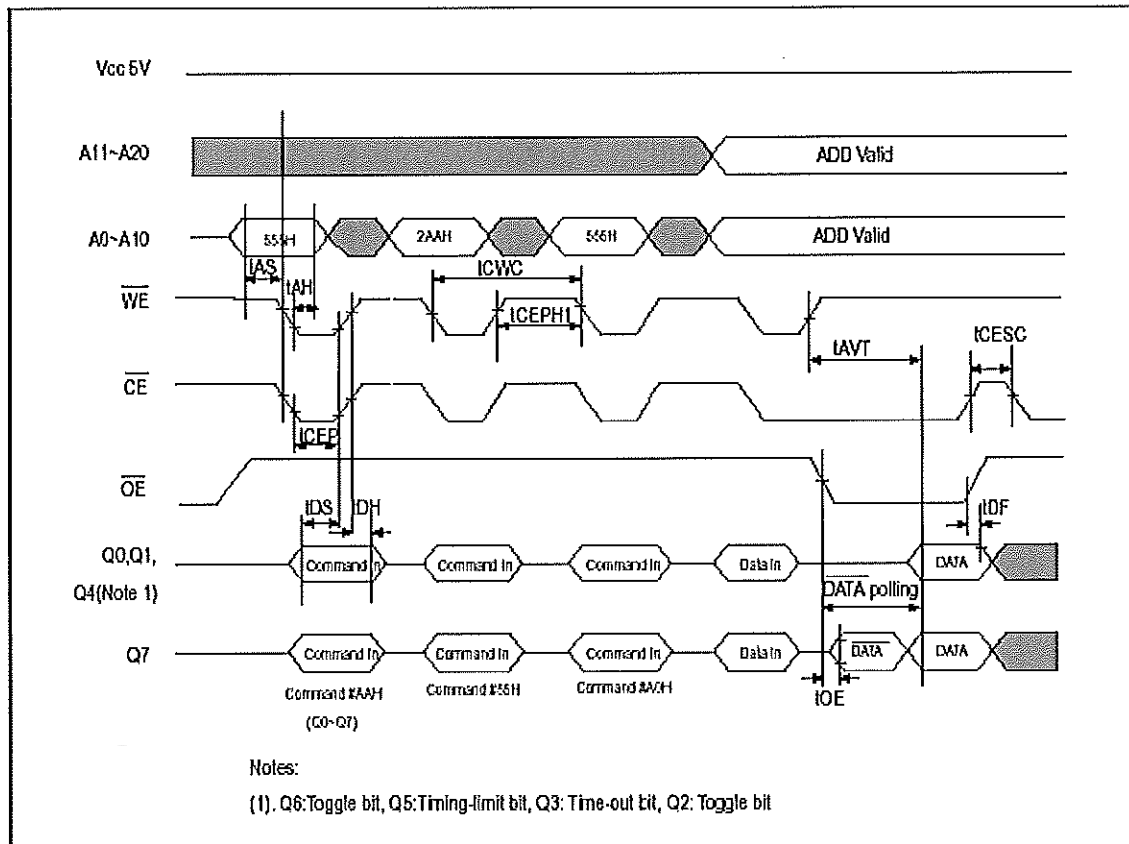 Vcc 5V
A11~A20
ADD Valid
A0~A10
555H
2AAH
555H
ADD Valid
tAS
tCWC
WE
tAH
tCEPH1
tAVT
tCESC
CE
tCEP
OE
tDS
tDH
tDF
Q0,Q1,
Command In
Command In
Command In
Data In
DATA
Q4(Note 1)
DATA polling
Q7
Command In
Command In
Command In
Data In
DATA
DATA
tOE
Command #AAH
Command #55H
Command #A0H
(Q0~Q7)
Notes:
(1). Q6:Toggle bit, Q5:Timing-limit bit, Q3: Time-out bit, Q2: Toggle bit